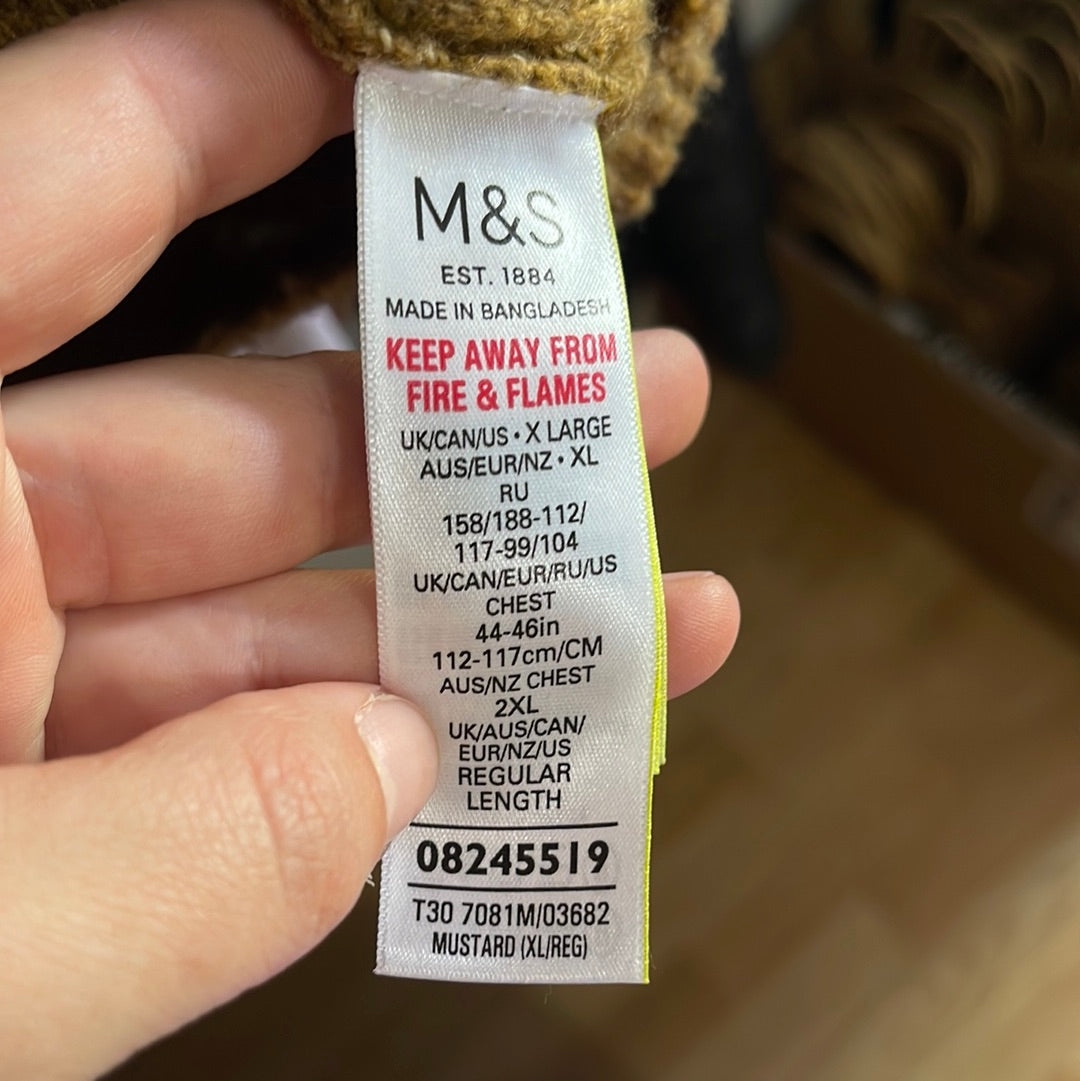 M&S
EST. 1884
MADE IN BANGLADESH
KEEP AWAY FROM
FIRE & FLAMES
UK/CAN/US • X LARGE
AUS/EUR/NZ • XL
RU
158/188-112/
117-99/104
UK/CAN/EUR/RU/US
CHEST
44-46in
112-117cm/CM
AUS/NZ CHEST
2XL
UK/AUS/CAN/
EUR/NZ/US
REGULAR
LENGTH
08245519
T30 7081M/03682
MUSTARD (XL/REG)